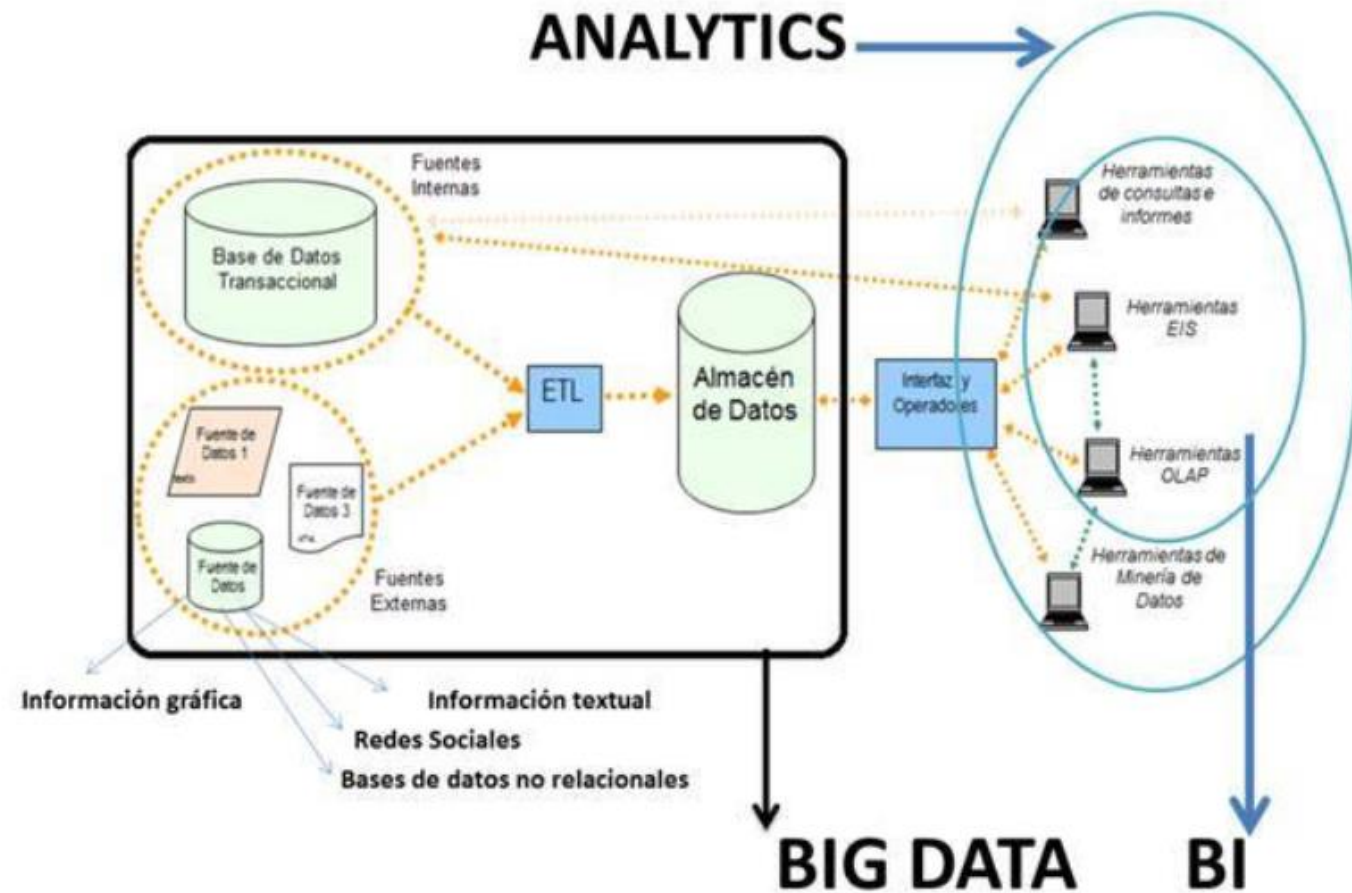 ANALYTICS
Fuentes
Internas
Base de Datos
Transaccional
Herramientas
de consultas e
informes
Herramientas
EIS
ETL
Almacén
de Datos
Interfaz y
Operadores
Fuente de
Datos 1
texto
Fuente de
Datos 3
HTML
Fuente de
Datos
Fuentes
Externas
Herramientas
OLAP
Herramientas de
Minería de
Datos
Información gráfica
Información textual
Redes Sociales
Bases de datos no relacionales
BIG DATA
BI